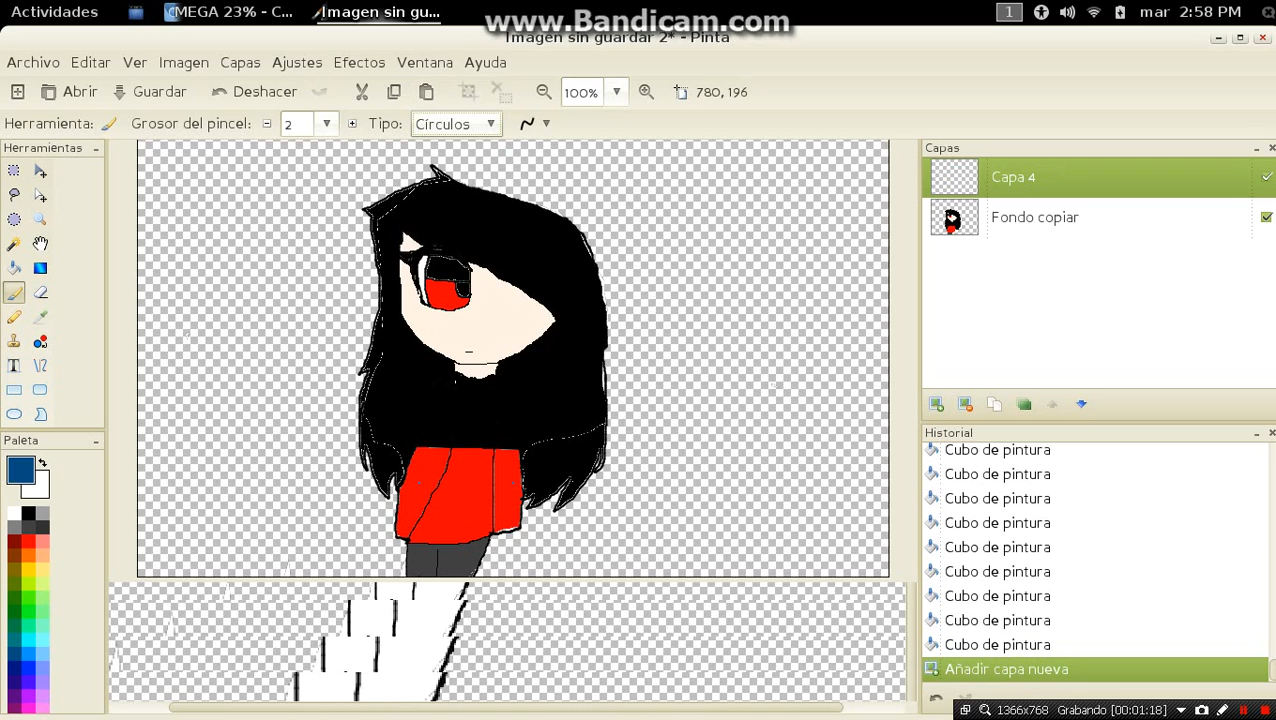 Actividades MEGA 23% - C... Imagen sin gu... www.Bandicam.com 1 mar 2:58 PM
Imagen sin guardar 2* - Pinta
Archivo Editar Ver Imagen Capas Ajustes Efectos Ventana Ayuda
Abrir Guardar Deshacer 100% 780, 196
Herramienta: Grosor del pincel: 2 Tipo: Círculos
Herramientas
Capas
Capa 4
Fondo copiar
Historial
Cubo de pintura
Cubo de pintura
Cubo de pintura
Cubo de pintura
Cubo de pintura
Cubo de pintura
Cubo de pintura
Cubo de pintura
Cubo de pintura
Añadir capa nueva
Paleta
1366x768 Grabando [00:01:18]